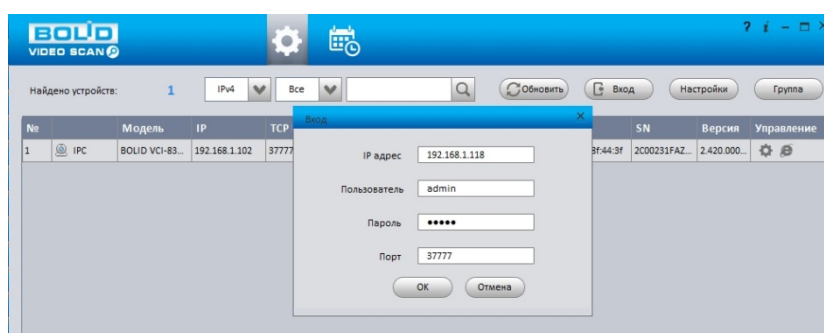 BOLID
VIDEO SCAN
? i
Найдено устройств: 1 IPv4 Все Обновить Вход Настройки Группа
№ Модель IP TCP SN Версия Управление
1 IPC BOLID VCI-83... 192.168.1.102 37777 3f:44:3f 2C00231FAZ... 2.420.000...
Вход
IP адрес 192.168.1.118
Пользователь admin
Пароль •••••
Порт 37777
OK Отмена